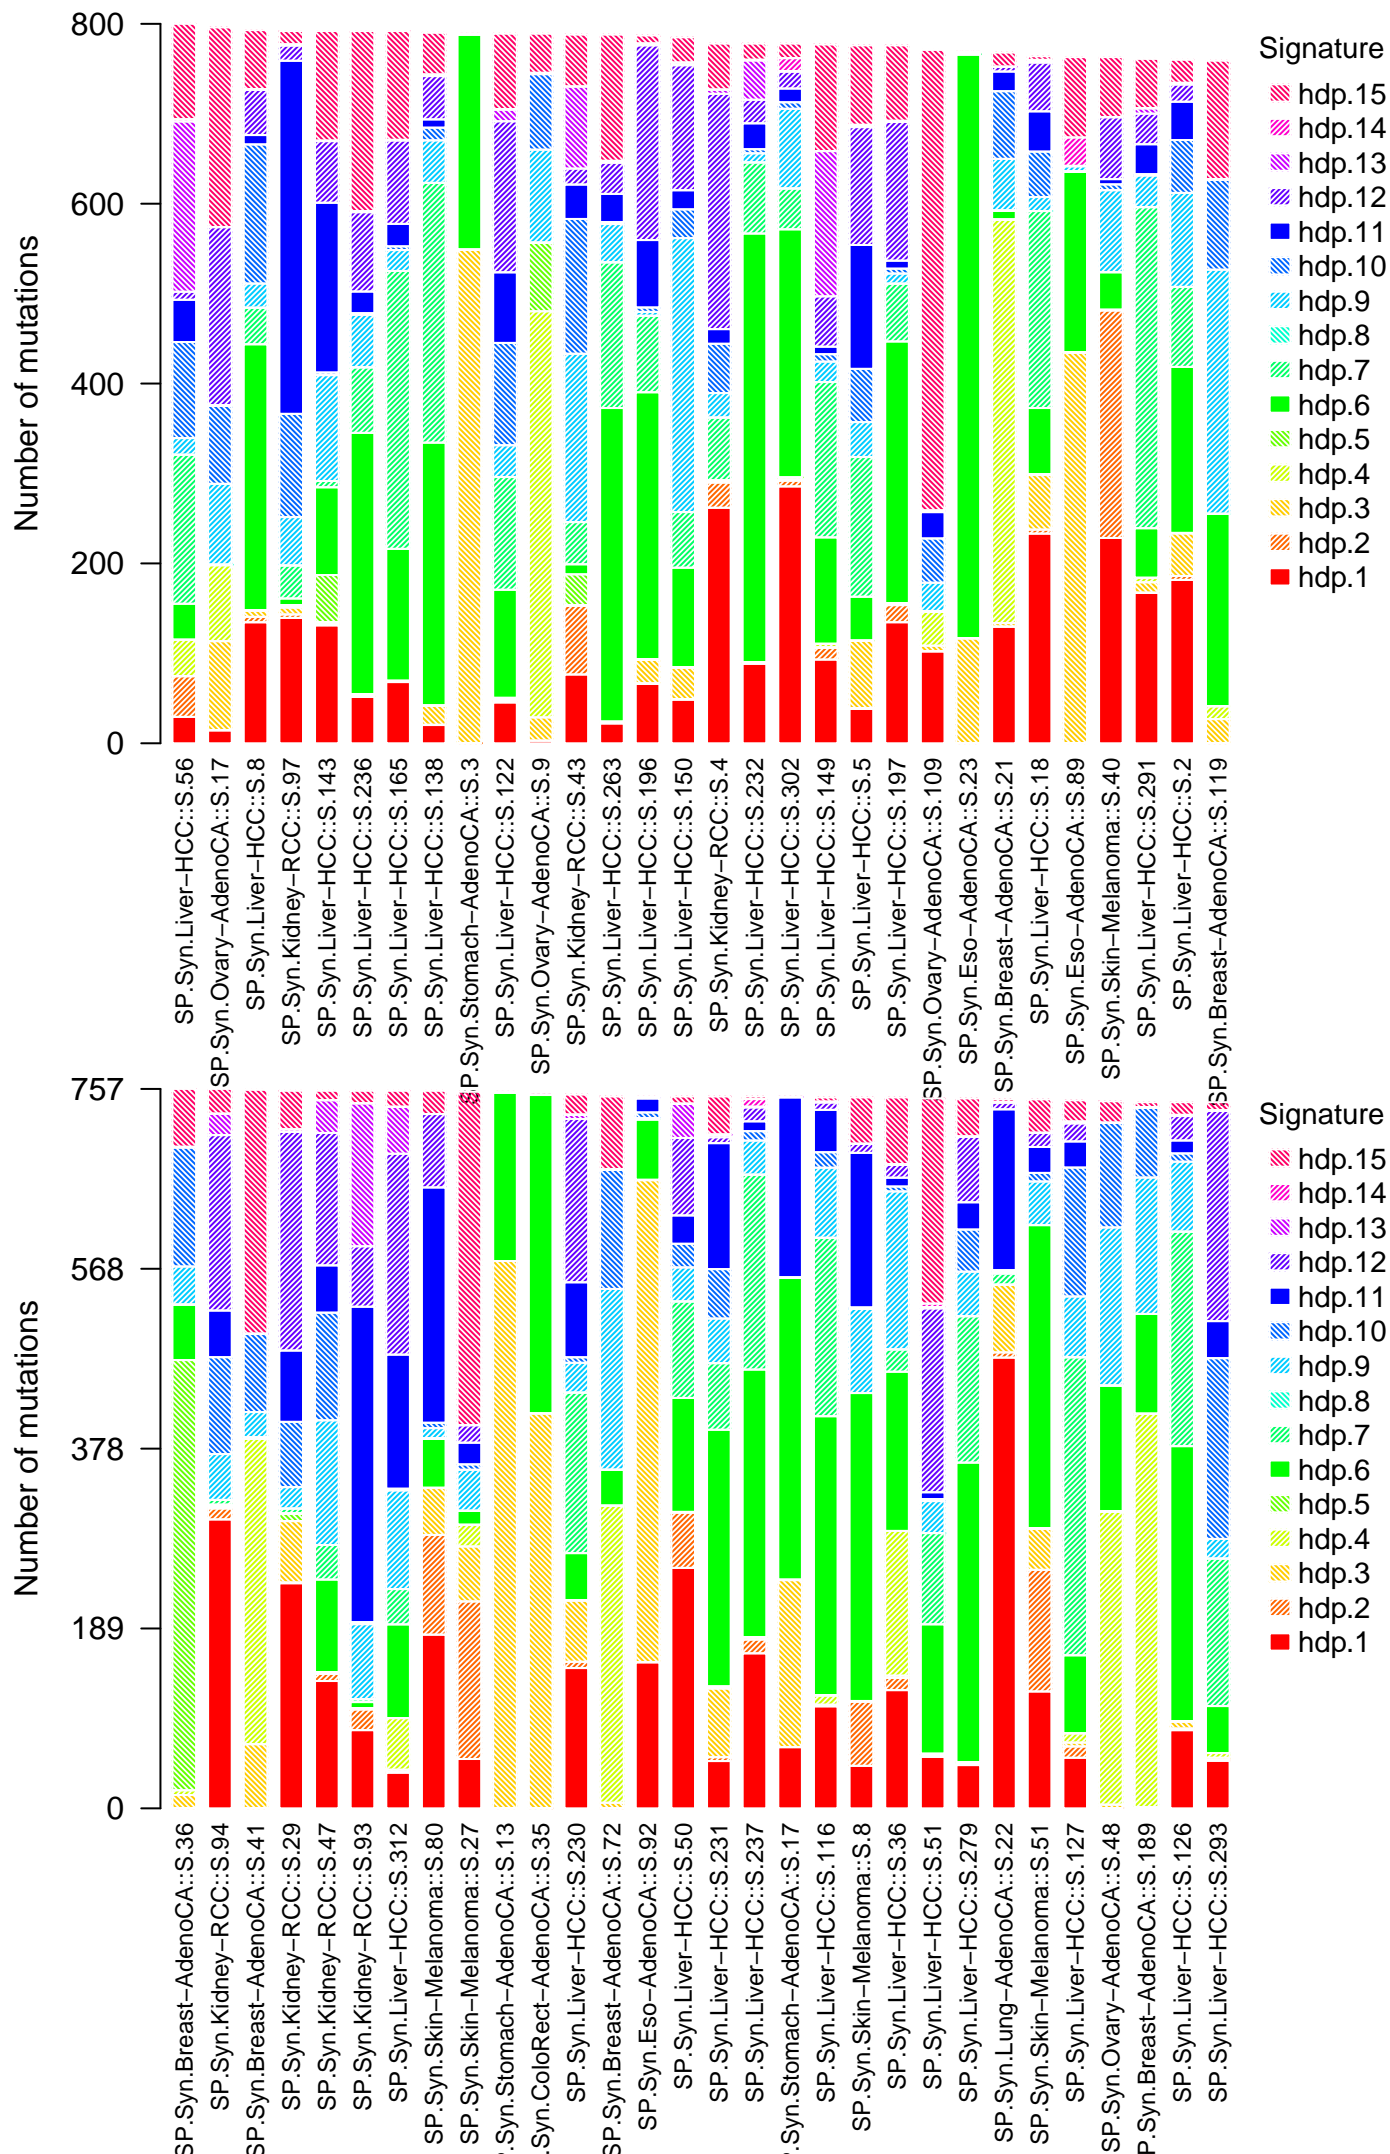 Number of mutations
800
600
400
200
0
Signature
hdp.15
hdp.14
hdp.13
hdp.12
hdp.11
hdp.10
hdp.9
hdp.8
hdp.7
hdp.6
hdp.5
hdp.4
hdp.3
hdp.2
hdp.1
SP.Syn.Liver−HCC::S.56
SP.Syn.Ovary−AdenoCA::S.17
SP.Syn.Liver−HCC::S.8
SP.Syn.Kidney−RCC::S.97
SP.Syn.Liver−HCC::S.143
SP.Syn.Liver−HCC::S.236
SP.Syn.Liver−HCC::S.165
SP.Syn.Liver−HCC::S.138
SP.Syn.Stomach−AdenoCA::S.3
SP.Syn.Liver−HCC::S.122
SP.Syn.Ovary−AdenoCA::S.9
SP.Syn.Kidney−RCC::S.43
SP.Syn.Liver−HCC::S.263
SP.Syn.Liver−HCC::S.196
SP.Syn.Liver−HCC::S.150
SP.Syn.Kidney−RCC::S.4
SP.Syn.Liver−HCC::S.232
SP.Syn.Liver−HCC::S.302
SP.Syn.Liver−HCC::S.149
SP.Syn.Liver−HCC::S.5
SP.Syn.Liver−HCC::S.197
SP.Syn.Ovary−AdenoCA::S.109
SP.Syn.Eso−AdenoCA::S.23
SP.Syn.Breast−AdenoCA::S.21
SP.Syn.Liver−HCC::S.18
SP.Syn.Eso−AdenoCA::S.89
SP.Syn.Skin−Melanoma::S.40
SP.Syn.Liver−HCC::S.291
SP.Syn.Liver−HCC::S.2
SP.Syn.Breast−AdenoCA::S.119
Number of mutations
757
568
378
189
0
Signature
hdp.15
hdp.14
hdp.13
hdp.12
hdp.11
hdp.10
hdp.9
hdp.8
hdp.7
hdp.6
hdp.5
hdp.4
hdp.3
hdp.2
hdp.1
SP.Syn.Breast−AdenoCA::S.36
SP.Syn.Kidney−RCC::S.94
SP.Syn.Breast−AdenoCA::S.41
SP.Syn.Kidney−RCC::S.29
SP.Syn.Kidney−RCC::S.47
SP.Syn.Kidney−RCC::S.93
SP.Syn.Liver−HCC::S.312
SP.Syn.Skin−Melanoma::S.80
SP.Syn.Skin−Melanoma::S.27
P.Syn.Stomach−AdenoCA::S.13
.Syn.ColoRect−AdenoCA::S.35
SP.Syn.Liver−HCC::S.230
SP.Syn.Breast−AdenoCA::S.72
SP.Syn.Eso−AdenoCA::S.92
SP.Syn.Liver−HCC::S.50
SP.Syn.Liver−HCC::S.231
SP.Syn.Liver−HCC::S.237
P.Syn.Stomach−AdenoCA::S.17
SP.Syn.Liver−HCC::S.116
SP.Syn.Skin−Melanoma::S.8
SP.Syn.Liver−HCC::S.36
SP.Syn.Liver−HCC::S.51
SP.Syn.Liver−HCC::S.279
SP.Syn.Lung−AdenoCA::S.22
SP.Syn.Skin−Melanoma::S.51
SP.Syn.Liver−HCC::S.127
SP.Syn.Ovary−AdenoCA::S.48
P.Syn.Breast−AdenoCA::S.189
SP.Syn.Liver−HCC::S.126
SP.Syn.Liver−HCC::S.293